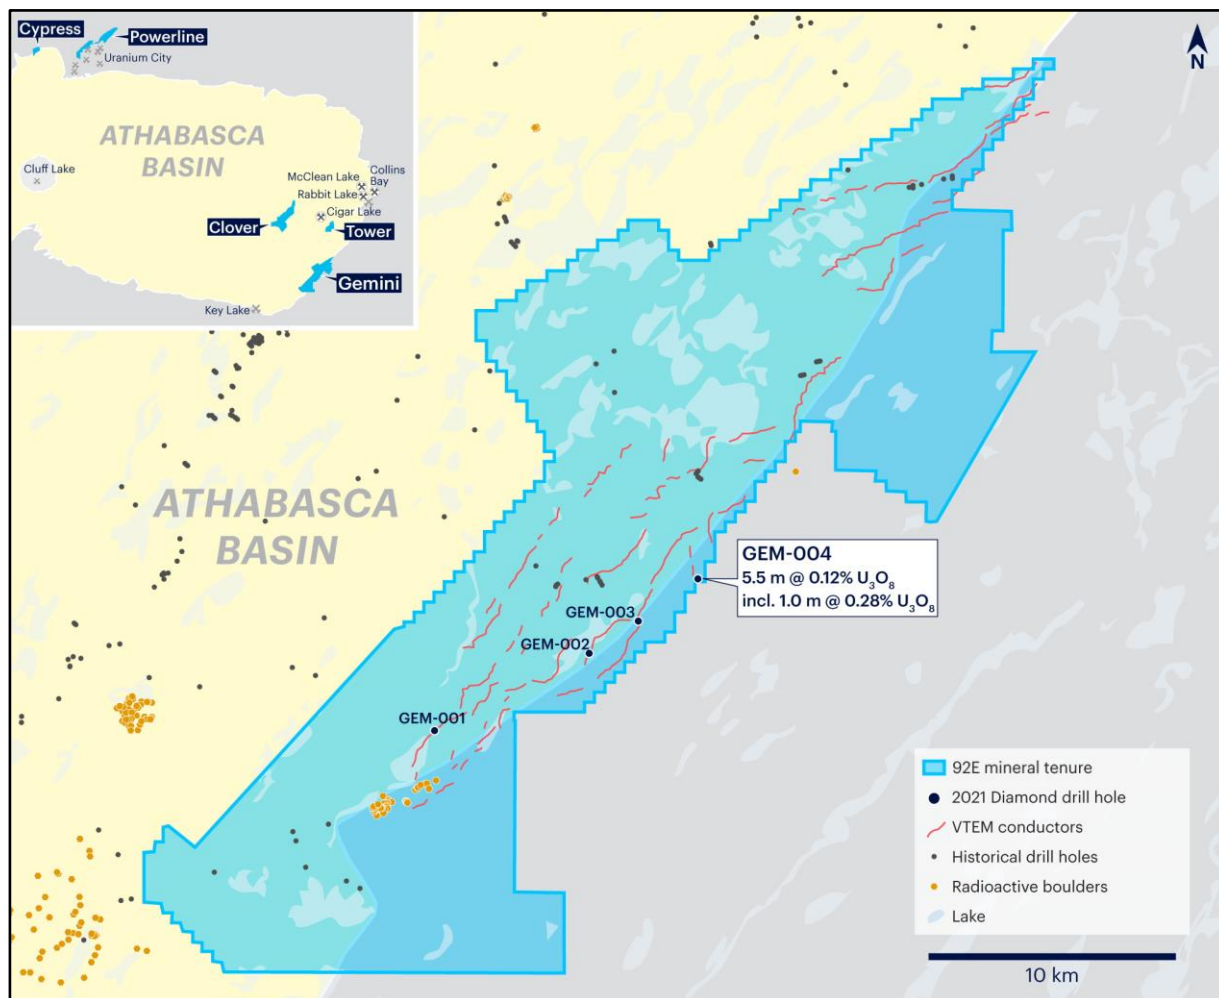 Cypress
Powerline
Uranium City
ATHABASCA
BASIN
Cluff Lake
McClean Lake
Collins
Bay
Rabbit Lake
Cigar Lake
Clover
Tower
Gemini
Key Lake
N
ATHABASCA
BASIN
GEM-004
5.5 m @ 0.12% U₃O₈
incl. 1.0 m @ 0.28% U₃O₈
GEM-003
GEM-002
GEM-001
92E mineral tenure
2021 Diamond drill hole
VTEM conductors
Historical drill holes
Radioactive boulders
Lake
10 km